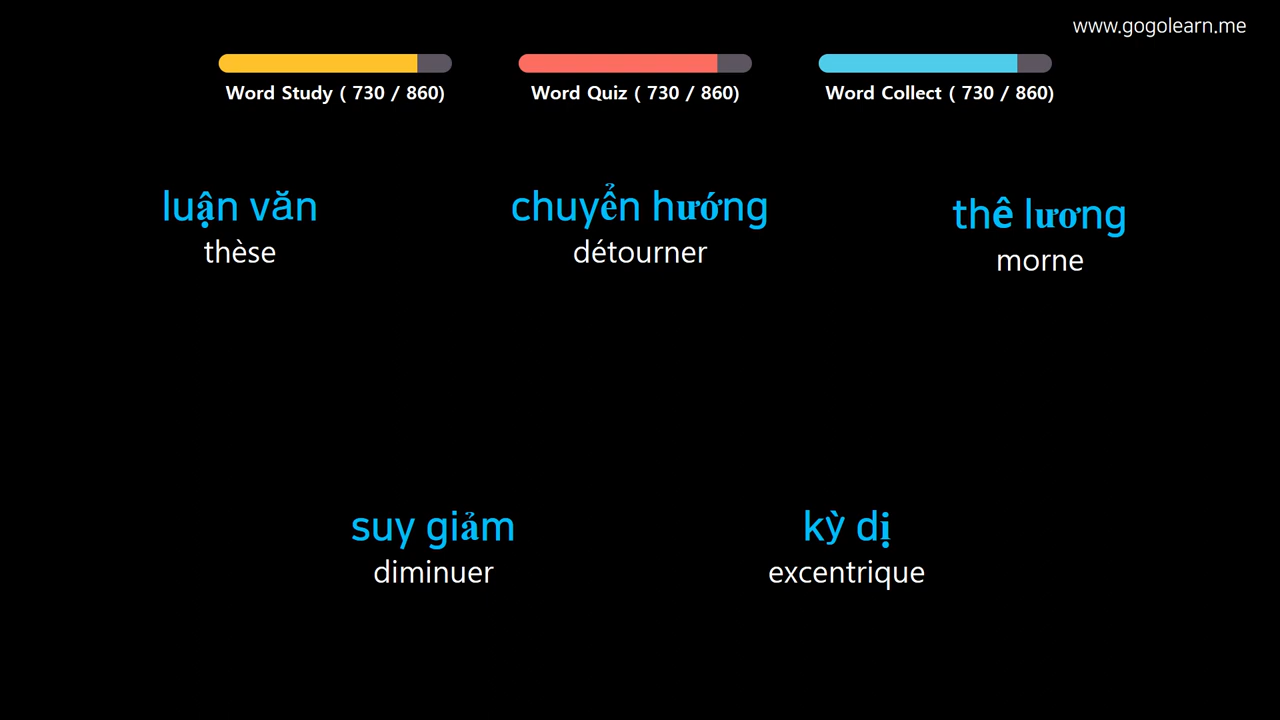 www.gogolearn.me
Word Study ( 730 / 860)
Word Quiz ( 730 / 860)
Word Collect ( 730 / 860)
luận văn
thèse
chuyển hướng
détourner
thê lương
morne
suy giảm
diminuer
kỳ dị
excentrique